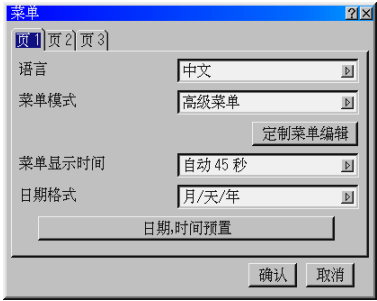 菜单
页 1 页 2 页 3
语言 中文
菜单模式 高级菜单
定制菜单编辑
菜单显示时间 自动 45 秒
日期格式 月/天/年
日期,时间预置
确认 取消